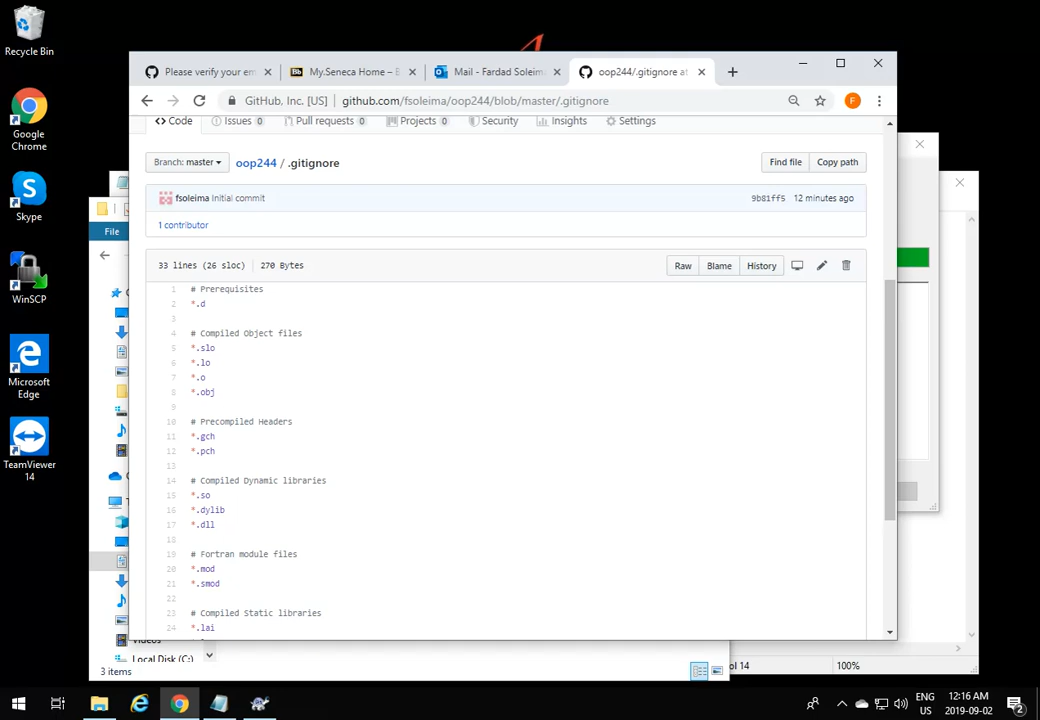 Recycle Bin
Google Chrome
Skype
WinSCP
Microsoft Edge
TeamViewer 14
Please verify your em
My.Seneca Home – B
Mail - Fardad Soleim
oop244/.gitignore at
GitHub, Inc. [US]
github.com/fsoleima/oop244/blob/master/.gitignore
F
Code
Issues 0
Pull requests 0
Projects 0
Security
Insights
Settings
Branch: master
oop244 / .gitignore
Find file
Copy path
fsoleima Initial commit
9b81ff5 12 minutes ago
1 contributor
33 lines (26 sloc) 270 Bytes
Raw
Blame
History
1 # Prerequisites
2 *.d
3
4 # Compiled Object files
5 *.slo
6 *.lo
7 *.o
8 *.obj
9
10 # Precompiled Headers
11 *.gch
12 *.pch
13
14 # Compiled Dynamic libraries
15 *.so
16 *.dylib
17 *.dll
18
19 # Fortran module files
20 *.mod
21 *.smod
22
23 # Compiled Static libraries
24 *.lai
File
Videos
Local Disk (C:)
3 items
ol 14
100%
ENG
US
12:16 AM
2019-09-02
2